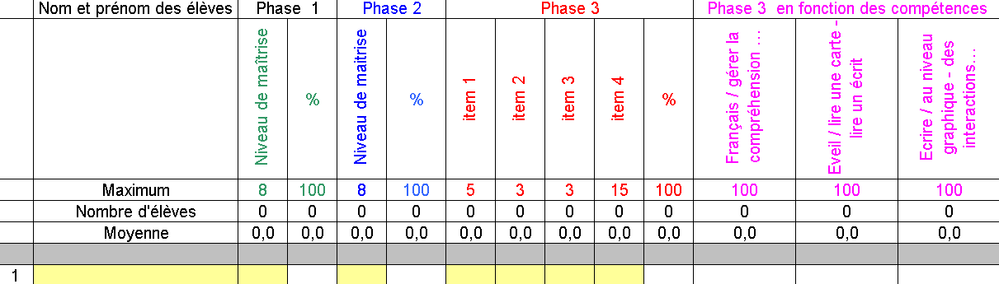 Nom et prénom des élèves Phase 1 Phase 2 Phase 3 Phase 3 en fonction des compétences
Niveau de maîtrise
%
Niveau de maitrise
%
item 1
item 2
item 3
item 4
%
Français / gérer la
compréhension ...
Eveil / lire une carte -
lire un écrit
Ecrire / au niveau
graphique - des
interactions...
Maximum 8 100 8 100 5 3 3 15 100 100 100 100
Nombre d'élèves 0 0 0 0 0 0 0 0 0 0 0 0
Moyenne 0,0 0,0 0,0 0,0 0,0 0,0 0,0 0,0 0,0 0,0 0,0 0,0
1